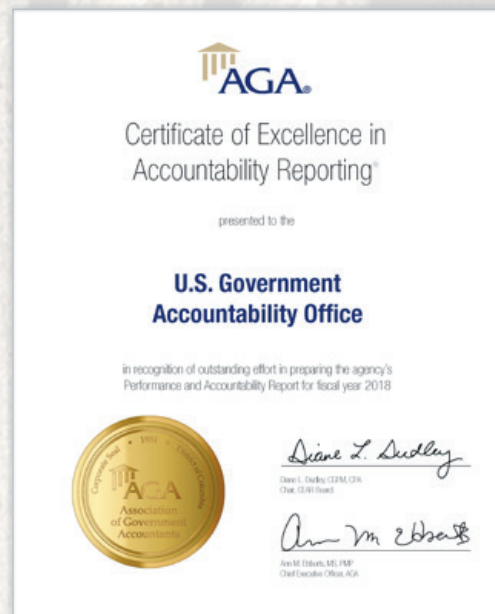 AGA®
Certificate of Excellence in
Accountability Reporting®
presented to the
U.S. Government
Accountability Office
in recognition of outstanding effort in preparing the agency's
Performance and Accountability Report for fiscal year 2018
Corporate Seal • 1951 • District of Columbia
AGA
Association
of Government
Accountants
Diane L. Dudley
Diane L. Dudley, CGFM, CPA
Chair, CEAR Board
Ann M Ebberts
Ann M. Ebberts, MS, PMP
Chief Executive Officer, AGA